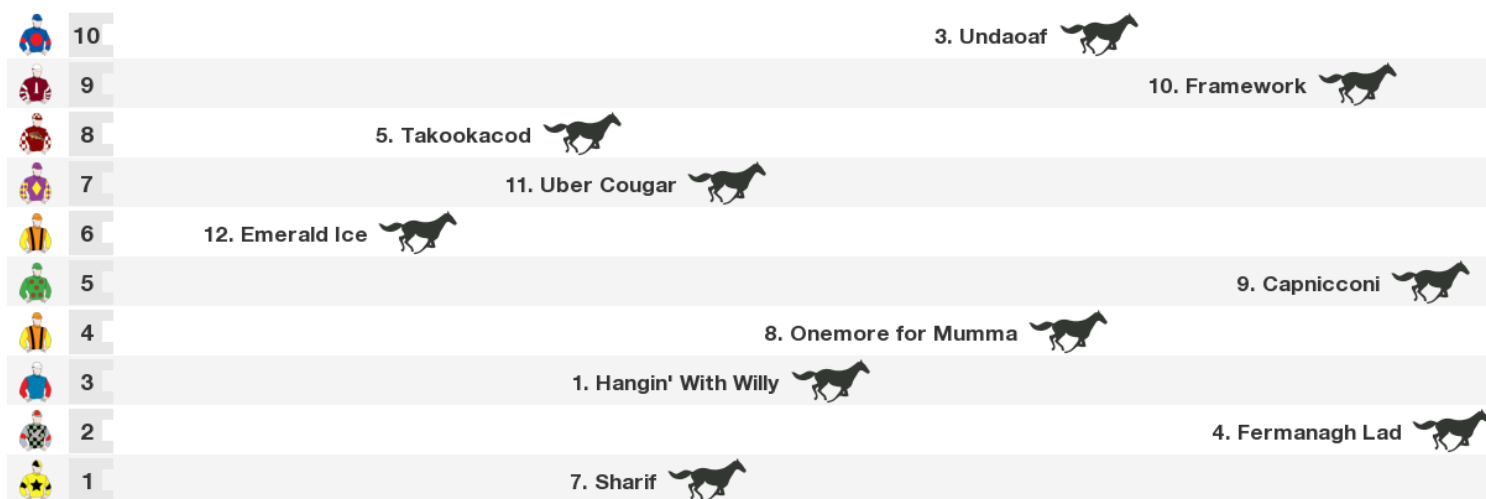 10 3. Undaoaf
9 10. Framework
8 5. Takookacod
7 11. Uber Cougar
6 12. Emerald Ice
5 9. Capnicconi
4 8. Onemore for Mumma
3 1. Hangin' With Willy
2 4. Fermanagh Lad
1 7. Sharif